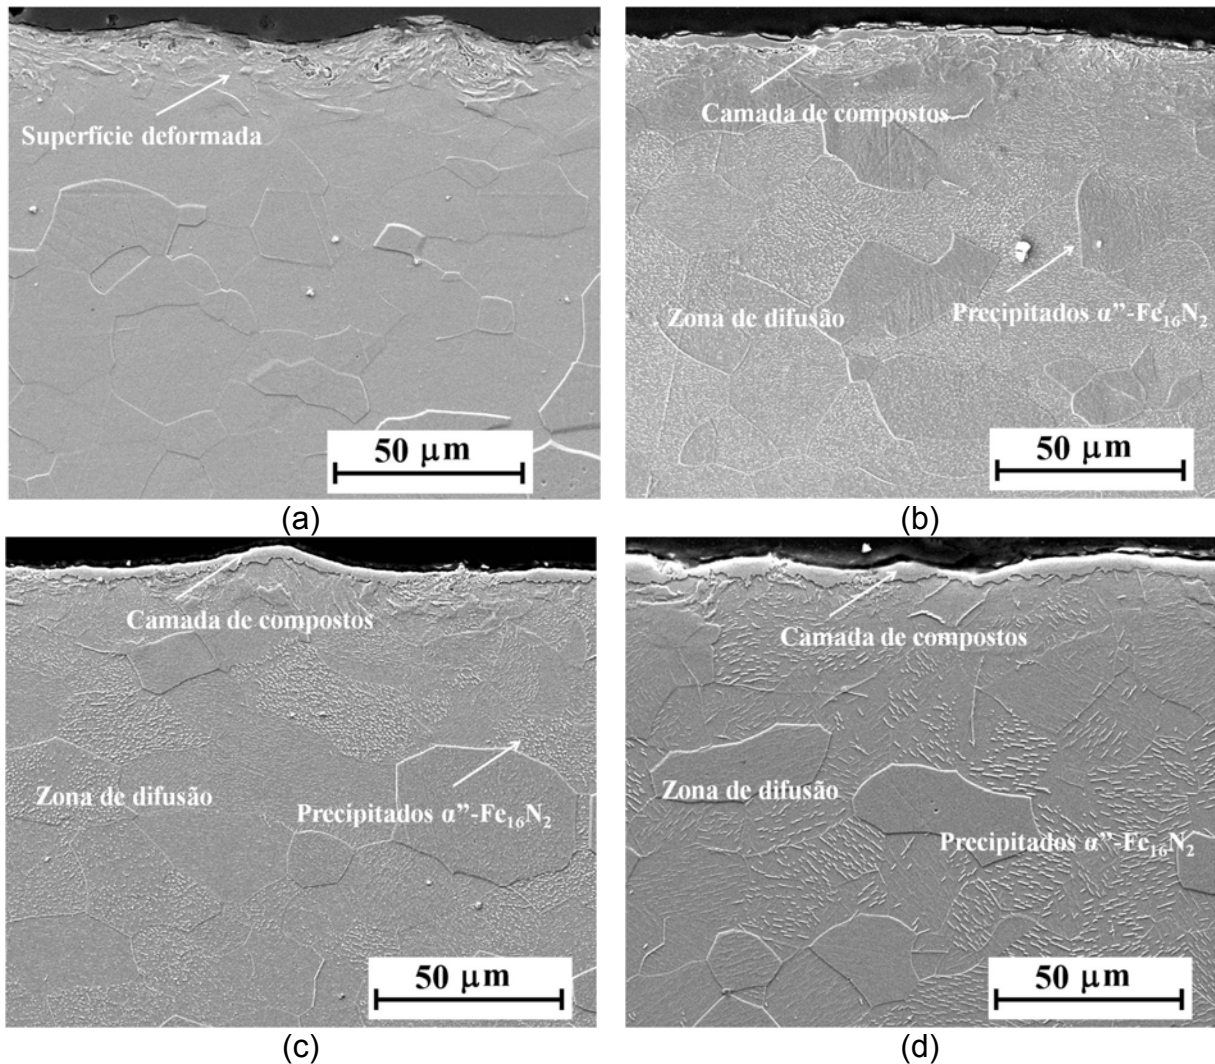 Superfície deformada
50 μm
(a)
Camada de compostos
Zona de difusão
Precipitados α”-Fe₁₆N₂
50 μm
(b)
Camada de compostos
Zona de difusão
Precipitados α”-Fe₁₆N₂
50 μm
(c)
Camada de compostos
Zona de difusão
Precipitados α”-Fe₁₆N₂
50 μm
(d)